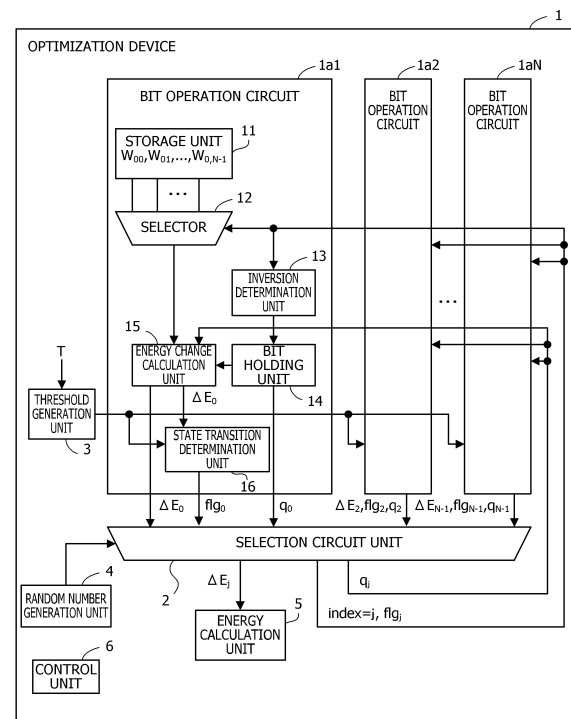 1
OPTIMIZATION DEVICE
1a1
1a2
1aN
BIT OPERATION CIRCUIT
BIT
OPERATION
CIRCUIT
BIT
OPERATION
CIRCUIT
11
STORAGE UNIT
W00,W01,...,W0,N-1
...
12
SELECTOR
13
INVERSION
DETERMINATION
UNIT
...
15
ENERGY CHANGE
CALCULATION
UNIT
BIT
HOLDING
UNIT
14
T
THRESHOLD
GENERATION
UNIT
3
ΔE0
STATE TRANSITION
DETERMINATION
UNIT
16
ΔE0
flg0
q0
ΔE2,flg2,q2
ΔEN-1,flgN-1,qN-1
SELECTION CIRCUIT UNIT
2
4
RANDOM NUMBER
GENERATION UNIT
ΔEj
qj
index=j, flgj
5
ENERGY
CALCULATION
UNIT
6
CONTROL
UNIT